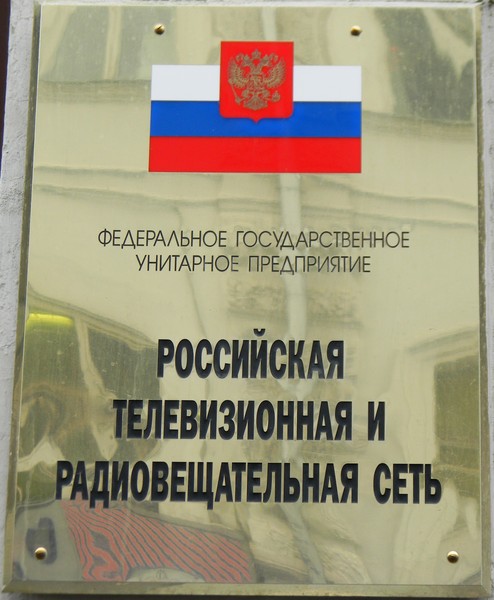 ФЕДЕРАЛЬНОЕ ГОСУДАРСТВЕННОЕ
УНИТАРНОЕ ПРЕДПРИЯТИЕ
РОССИЙСКАЯ
ТЕЛЕВИЗИОННАЯ И
РАДИОВЕЩАТЕЛЬНАЯ СЕТЬ